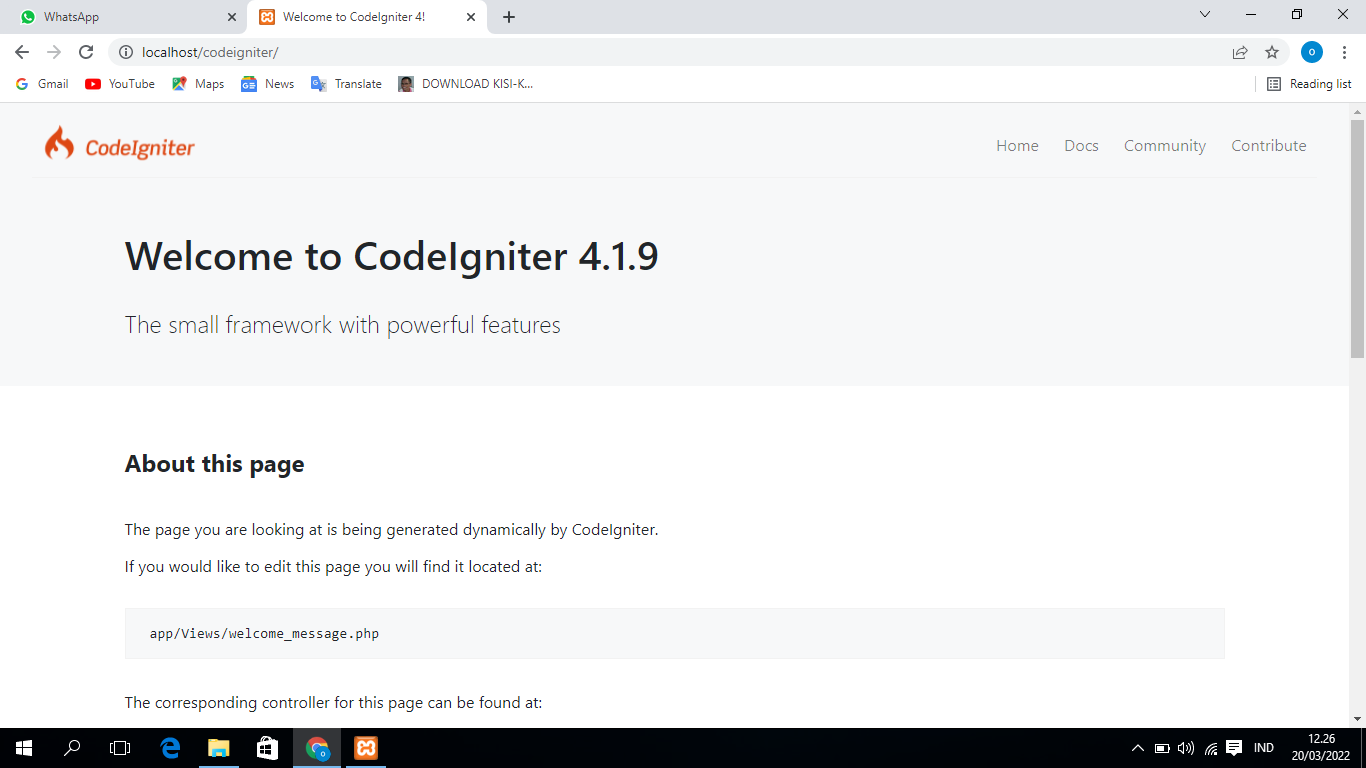 WhatsApp
Welcome to CodeIgniter 4!
localhost/codeigniter/
o
Gmail
YouTube
Maps
News
Translate
DOWNLOAD KISI-K...
Reading list
CodeIgniter
Home
Docs
Community
Contribute
Welcome to CodeIgniter 4.1.9
The small framework with powerful features
About this page
The page you are looking at is being generated dynamically by CodeIgniter.
If you would like to edit this page you will find it located at:
app/Views/welcome_message.php
The corresponding controller for this page can be found at:
IND
12.26
20/03/2022